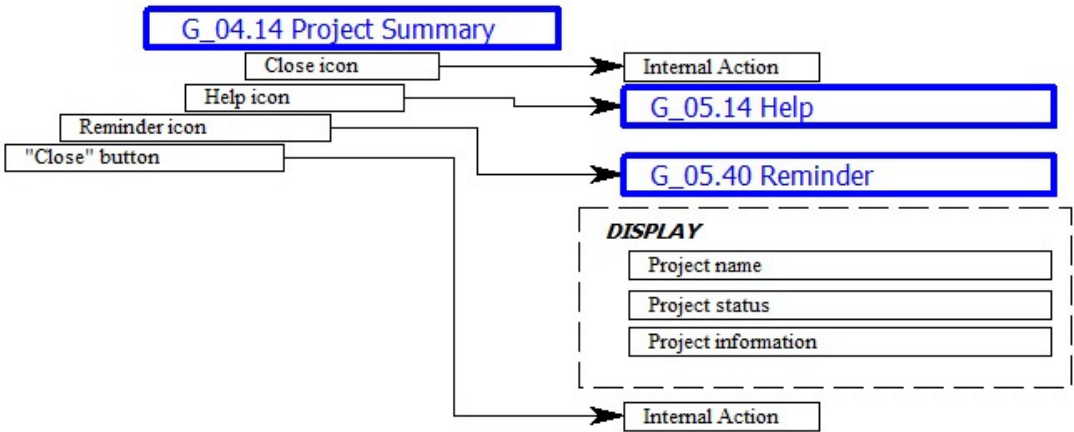 G_04.14 Project Summary
Close icon
Internal Action
Help icon
G_05.14 Help
Reminder icon
"Close" button
G_05.40 Reminder
DISPLAY
Project name
Project status
Project information
Internal Action